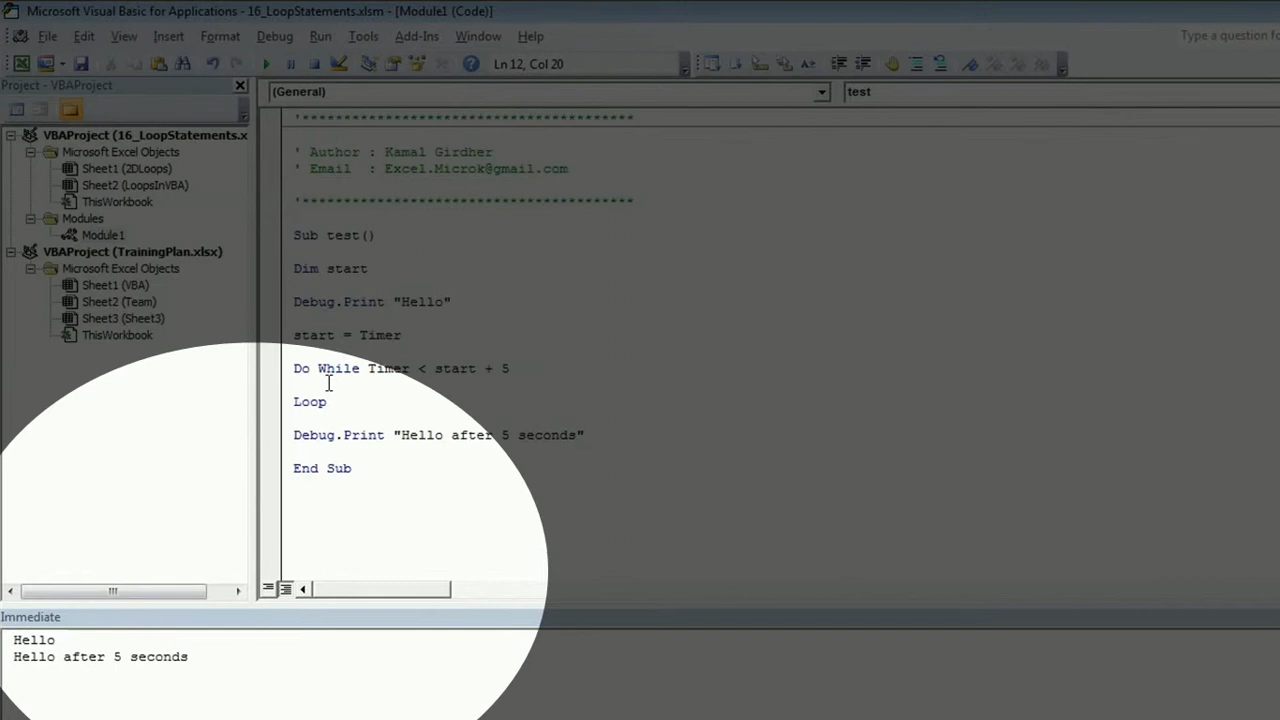 Microsoft Visual Basic for Applications - 16_LoopStatements.xlsm - [Module1 (Code)]
File Edit View Insert Format Debug Run Tools Add-Ins Window Help
Type a question fo
Ln 12, Col 20
Project - VBAProject
VBAProject (16_LoopStatements.x
Microsoft Excel Objects
Sheet1 (2DLoops)
Sheet2 (LoopsInVBA)
ThisWorkbook
Modules
Module1
VBAProject (TrainingPlan.xlsx)
Microsoft Excel Objects
Sheet1 (VBA)
Sheet2 (Team)
Sheet3 (Sheet3)
ThisWorkbook
(General)
test
'****************************************
' Author : Kamal Girdher
' Email  : Excel.Microk@gmail.com
'****************************************
Sub test()
Dim start
Debug.Print "Hello"
start = Timer
Do While Timer < start + 5
Loop
Debug.Print "Hello after 5 seconds"
End Sub
Immediate
Hello
Hello after 5 seconds